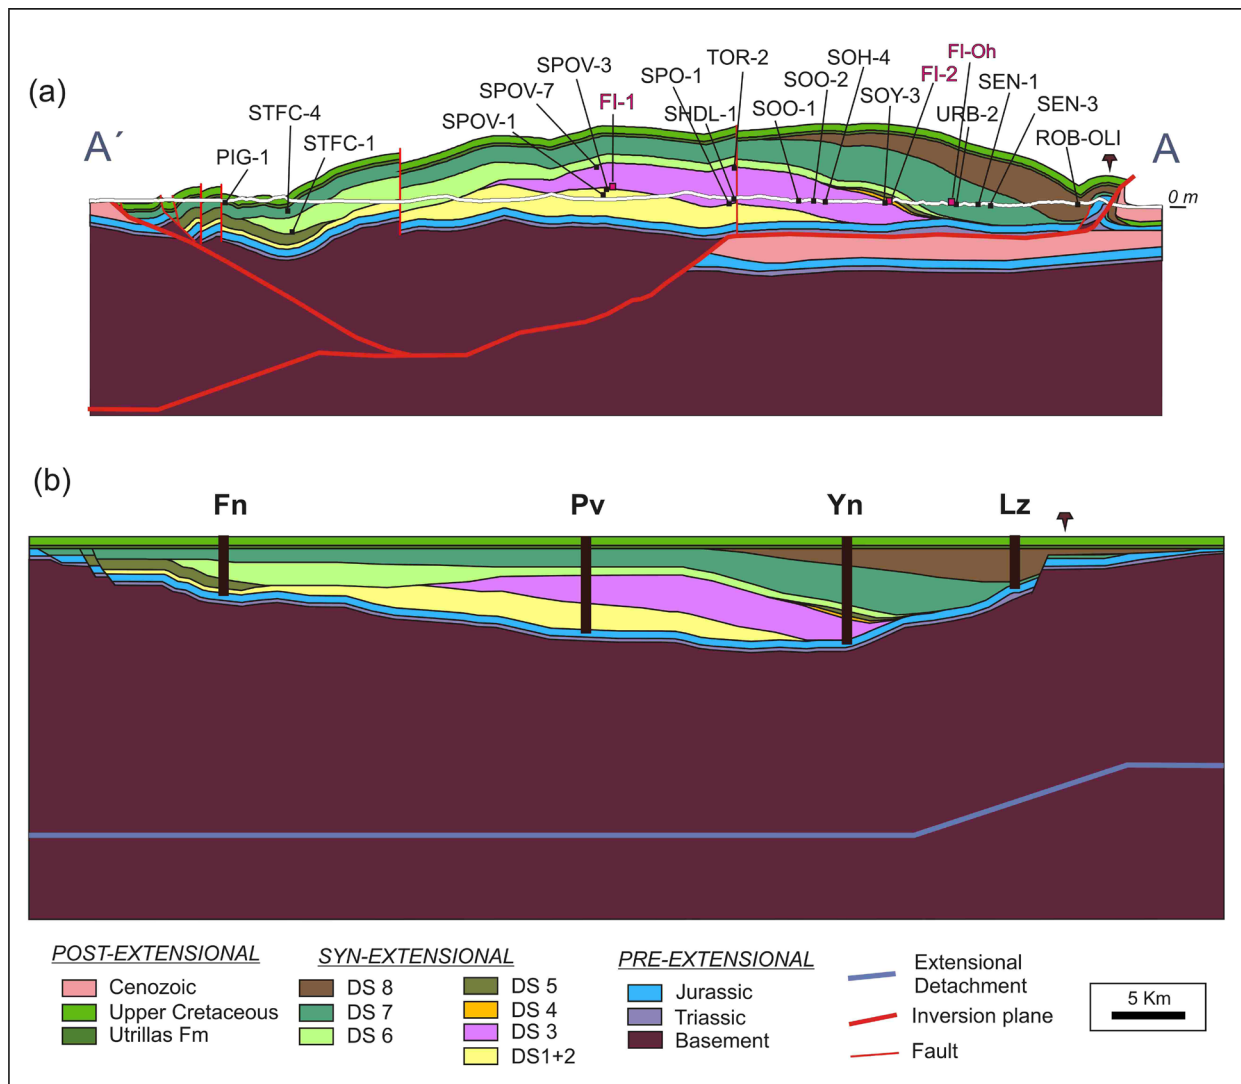 (a)
A´
PIG-1
STFC-4
STFC-1
SPOV-1
SPOV-7
SPOV-3
FI-1
SPO-1
SHDL-1
TOR-2
SOO-1
SOO-2
SOH-4
SOY-3
FI-2
FI-Oh
URB-2
SEN-1
SEN-3
ROB-OLI
A
0 m
(b)
Fn
Pv
Yn
Lz
POST-EXTENSIONAL
Cenozoic
Upper Cretaceous
Utrillas Fm
SYN-EXTENSIONAL
DS 8
DS 7
DS 6
DS 5
DS 4
DS 3
DS1+2
PRE-EXTENSIONAL
Jurassic
Triassic
Basement
Extensional
Detachment
Inversion plane
Fault
5 Km